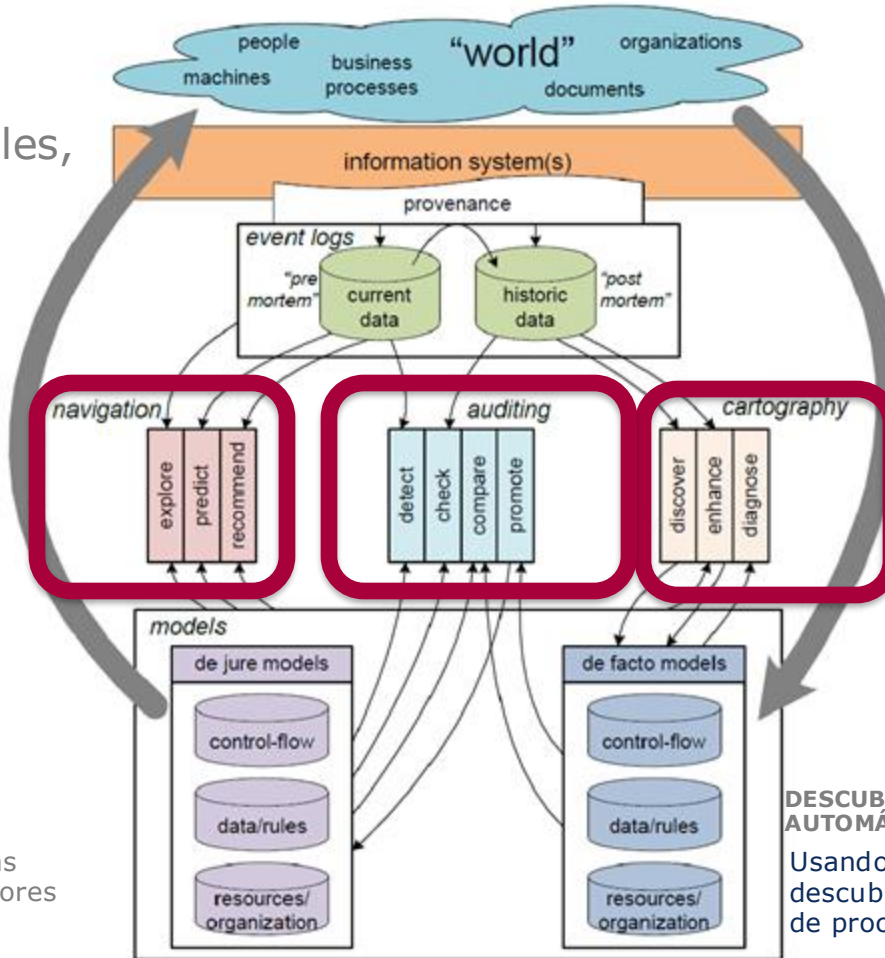 people
"world"
organizations
machines
business
processes
documents
les,
information system(s)
provenance
event logs
"pre
mortem"
current
data
historic
data
"post
mortem"
navigation
auditing
cartography
explore
predict
recommend
detect
check
compare
promote
discover
enhance
diagnose
models
de jure models
de facto models
control-flow
control-flow
data/rules
data/rules
resources/
organization
resources/
organization
as
ores
DESCUB
AUTOMÁ
Usando
descub
de proc